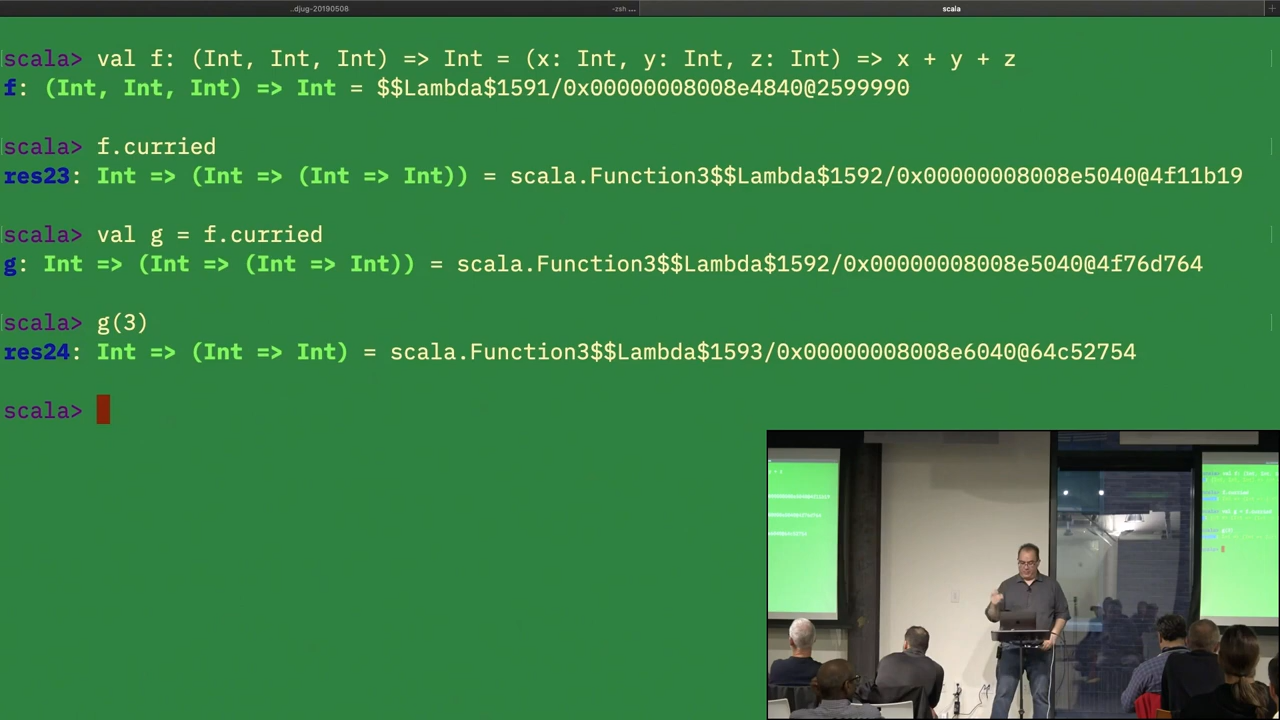 ..djug-20190508
-zsh ...
scala
scala> val f: (Int, Int, Int) => Int = (x: Int, y: Int, z: Int) => x + y + z
f: (Int, Int, Int) => Int = $$Lambda$1591/0x00000008008e4840@2599990
scala> f.curried
res23: Int => (Int => (Int => Int)) = scala.Function3$$Lambda$1592/0x00000008008e5040@4f11b19
scala> val g = f.curried
g: Int => (Int => (Int => Int)) = scala.Function3$$Lambda$1592/0x00000008008e5040@4f76d764
scala> g(3)
res24: Int => (Int => Int) = scala.Function3$$Lambda$1593/0x00000008008e6040@64c52754
scala>